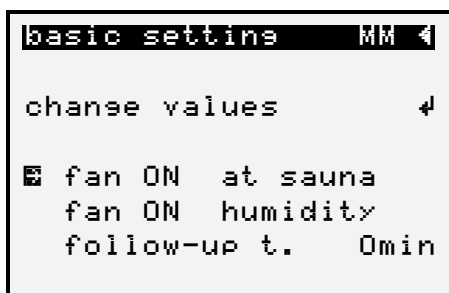 basic setting MM
change values
fan ON at sauna
fan ON humidity
follow-up t. 0min